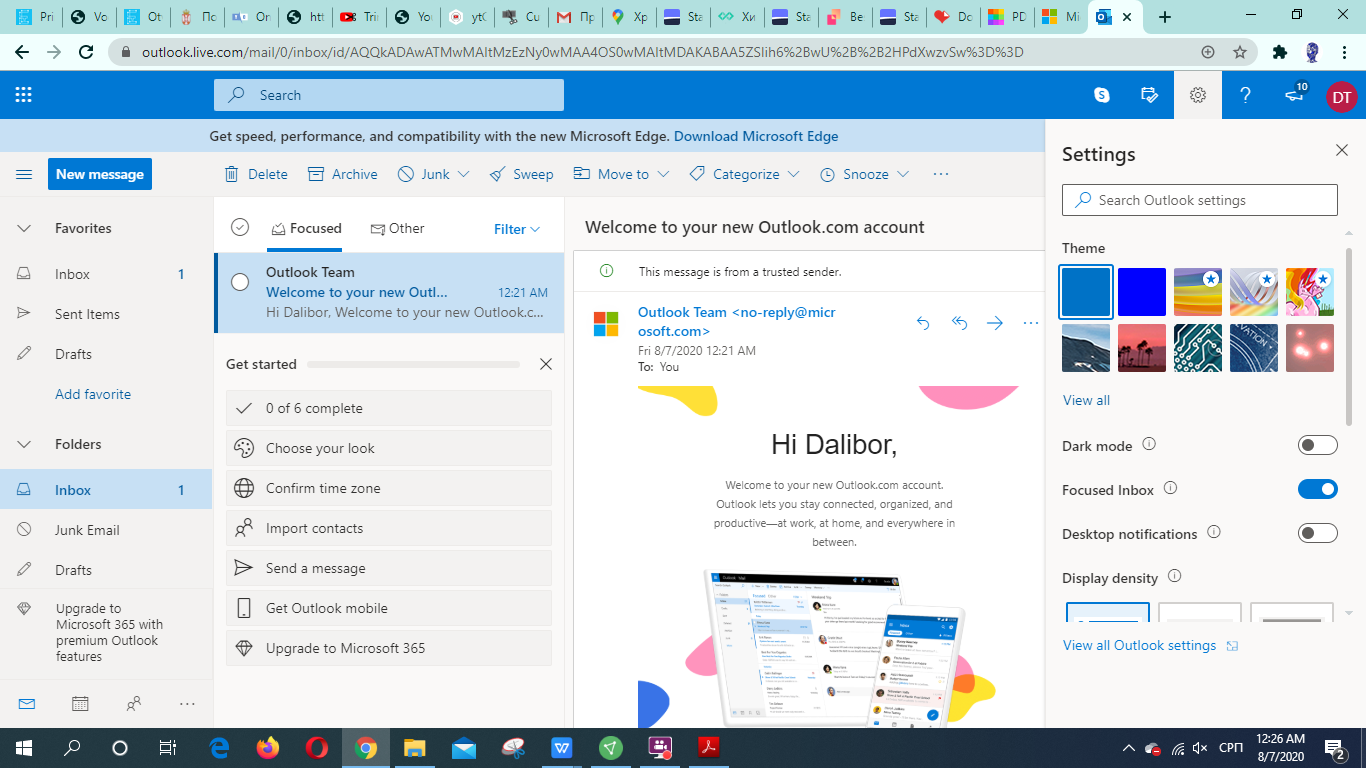 Pri
Vo
Ot
По
On
Tri
Yo
ytC
Cu
Пр
Хр
Sta
Хи
Sta
Be
Sta
Do
PD
Mi
outlook.live.com/mail/0/inbox/id/AQQkADAwATMwMAItMzEzNy0wMAA4OS0wMAItMDAKABAA5ZSIih6%2BwU%2B%2B2HPdXwzvSw%3D%3D
Search
10
DT
Get speed, performance, and compatibility with the new Microsoft Edge. Download Microsoft Edge
New message
Delete
Archive
Junk
Sweep
Move to
Categorize
Snooze
Favorites
Inbox 1
Sent Items
Drafts
Add favorite
Folders
Inbox 1
Junk Email
Drafts
Upgrade to
Microsoft 365 with
premium Outlook
features
Focused
Other
Filter
Outlook Team
Welcome to your new Outl... 12:21 AM
Hi Dalibor, Welcome to your new Outlook.c...
Get started
0 of 6 complete
Choose your look
Confirm time zone
Import contacts
Send a message
Get Outlook mobile
Upgrade to Microsoft 365
Welcome to your new Outlook.com account
This message is from a trusted sender.
Outlook Team <no-reply@micr
osoft.com>
Fri 8/7/2020 12:21 AM
To: You
Hi Dalibor,
Welcome to your new Outlook.com account.
Outlook lets you stay connected, organized, and
productive—at work, at home, and everywhere in
between.
Settings
Search Outlook settings
Theme
View all
Dark mode
Focused Inbox
Desktop notifications
Display density
View all Outlook settings
СРП
12:26 AM
8/7/2020
2